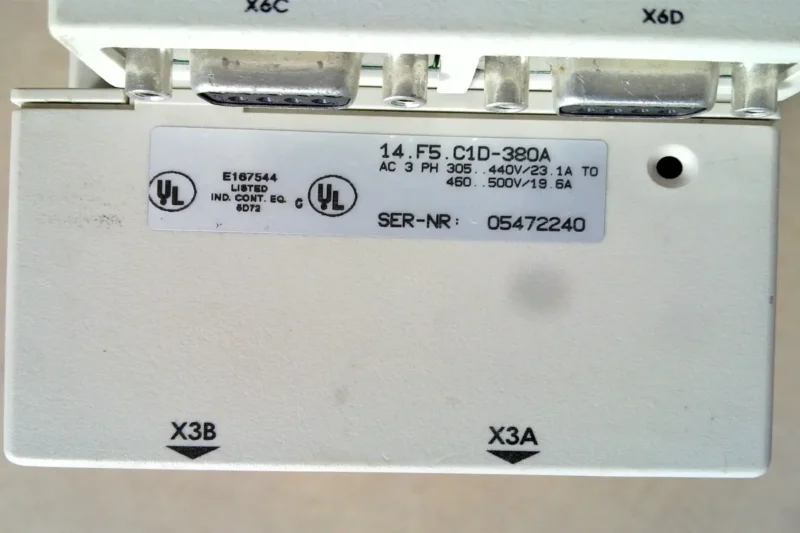 X6C
X6D
UL
E167544
LISTED
IND. CONT. EQ.
6D72
C UL
14.F5.C1D-380A
AC 3 PH 305..440V/23.1A TO
460..500V/19.6A
SER-NR: 05472240
X3B
X3A